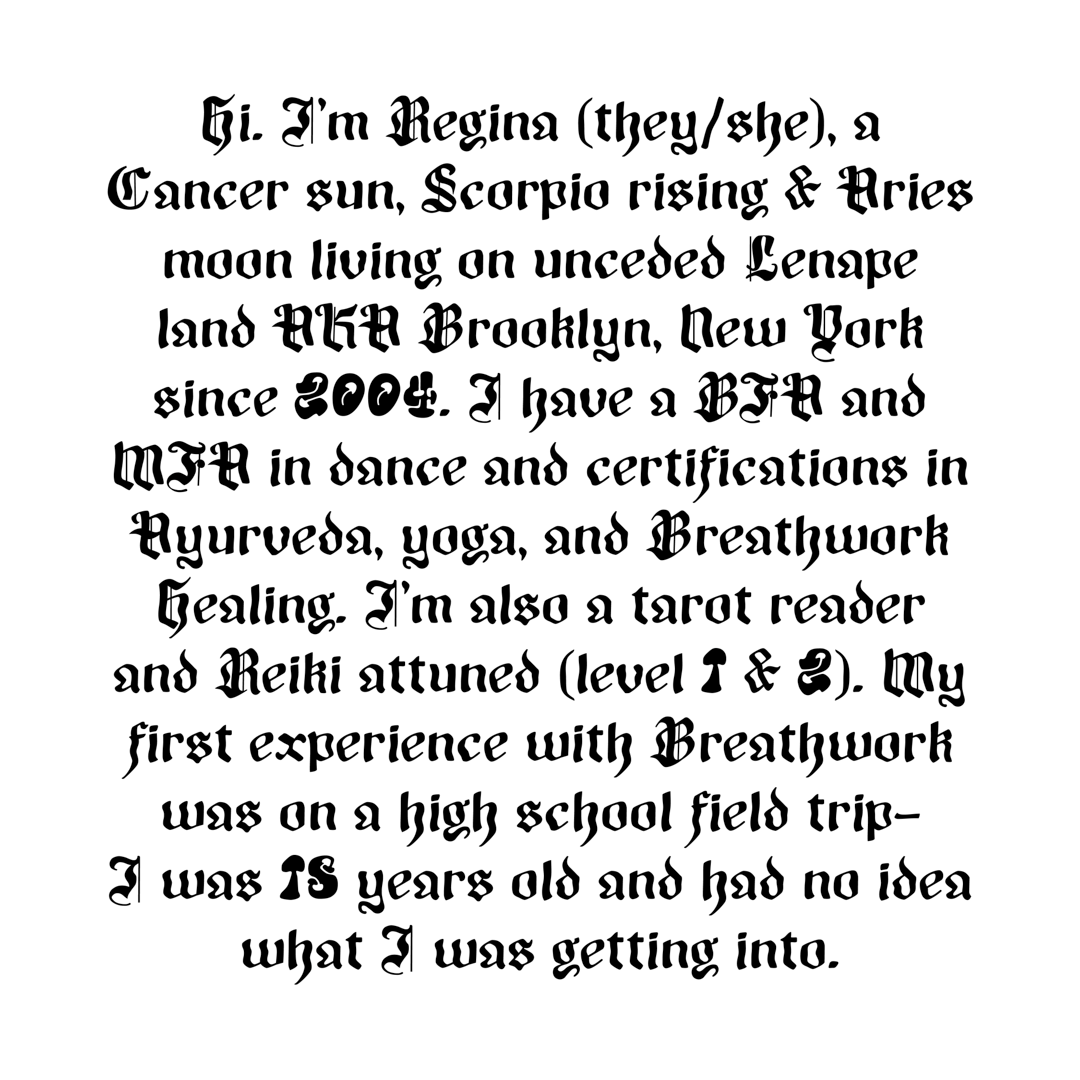 Hi. I'm Regina (they/she), a
Cancer sun, Scorpio rising & Aries
moon living on unceded Lenape
land AKA Brooklyn, New York
since 2004. I have a BFA and
MFA in dance and certifications in
Ayurveda, yoga, and Breathwork
Healing. I'm also a tarot reader
and Reiki attuned (level 1 & 2). My
first experience with Breathwork
was on a high school field trip–
I was 18 years old and had no idea
what I was getting into.